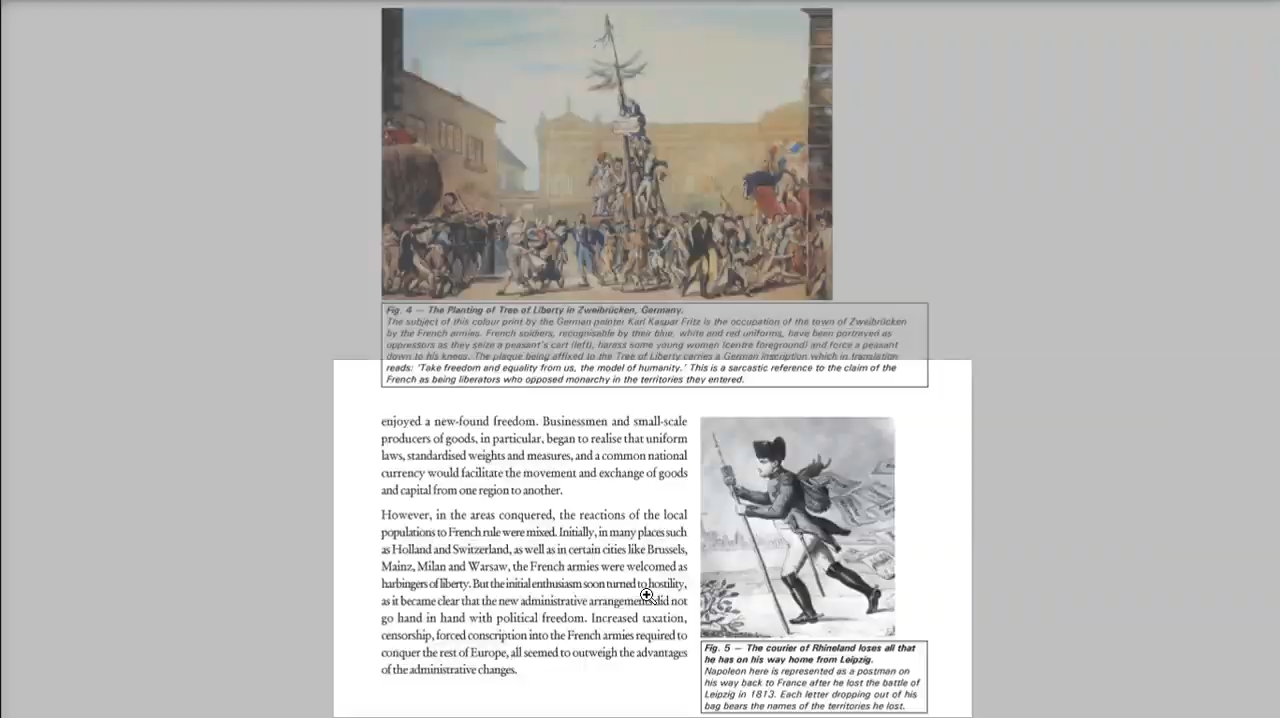 Fig. 4 — The Planting of Tree of Liberty in Zweibrücken, Germany.
The subject of this colour print by the German painter Karl Kaspar Fritz is the occupation of the town of Zweibrücken
by the French armies. French soldiers, recognisable by their blue, white and red uniforms, have been portrayed as
oppressors as they seize a peasant's cart (left), harass some young women (centre foreground) and force a peasant
down to his knees. The plaque being affixed to the Tree of Liberty carries a German inscription which in translation
reads: 'Take freedom and equality from us, the model of humanity.' This is a sarcastic reference to the claim of the
French as being liberators who opposed monarchy in the territories they entered.
enjoyed a new-found freedom. Businessmen and small-scale
producers of goods, in particular, began to realise that uniform
laws, standardised weights and measures, and a common national
currency would facilitate the movement and exchange of goods
and capital from one region to another.
However, in the areas conquered, the reactions of the local
populations to French rule were mixed. Initially, in many places such
as Holland and Switzerland, as well as in certain cities like Brussels,
Mainz, Milan and Warsaw, the French armies were welcomed as
harbingers of liberty. But the initial enthusiasm soon turned to hostility,
as it became clear that the new administrative arrangements did not
go hand in hand with political freedom. Increased taxation,
censorship, forced conscription into the French armies required to
conquer the rest of Europe, all seemed to outweigh the advantages
of the administrative changes.
Fig. 5 — The courier of Rhineland loses all that
he has on his way home from Leipzig.
Napoleon here is represented as a postman on
his way back to France after he lost the battle of
Leipzig in 1813. Each letter dropping out of his
bag bears the names of the territories he lost.